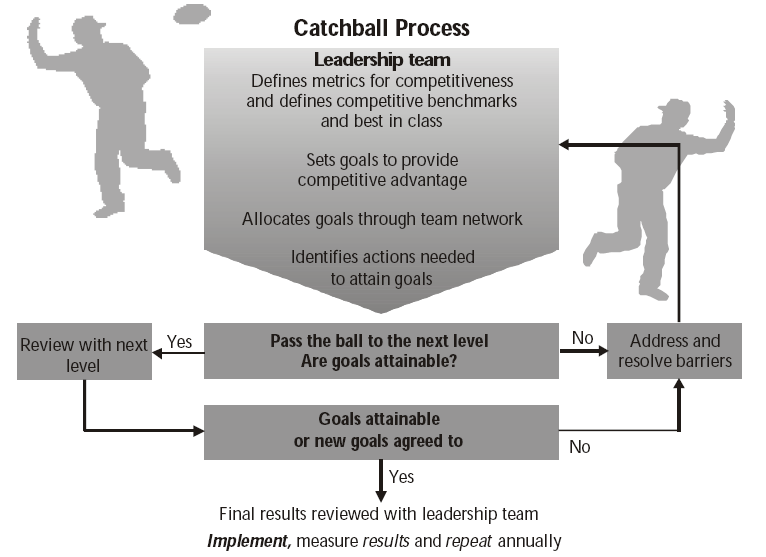 Catchball Process
Leadership team
Defines metrics for competitiveness
and defines competitive benchmarks
and best in class
Sets goals to provide
competitive advantage
Allocates goals through team network
Identifies actions needed
to attain goals
Review with next
level
Yes
Pass the ball to the next level
Are goals attainable?
No
Address and
resolve barriers
Goals attainable
or new goals agreed to
No
Yes
Final results reviewed with leadership team
Implement, measure results and repeat annually